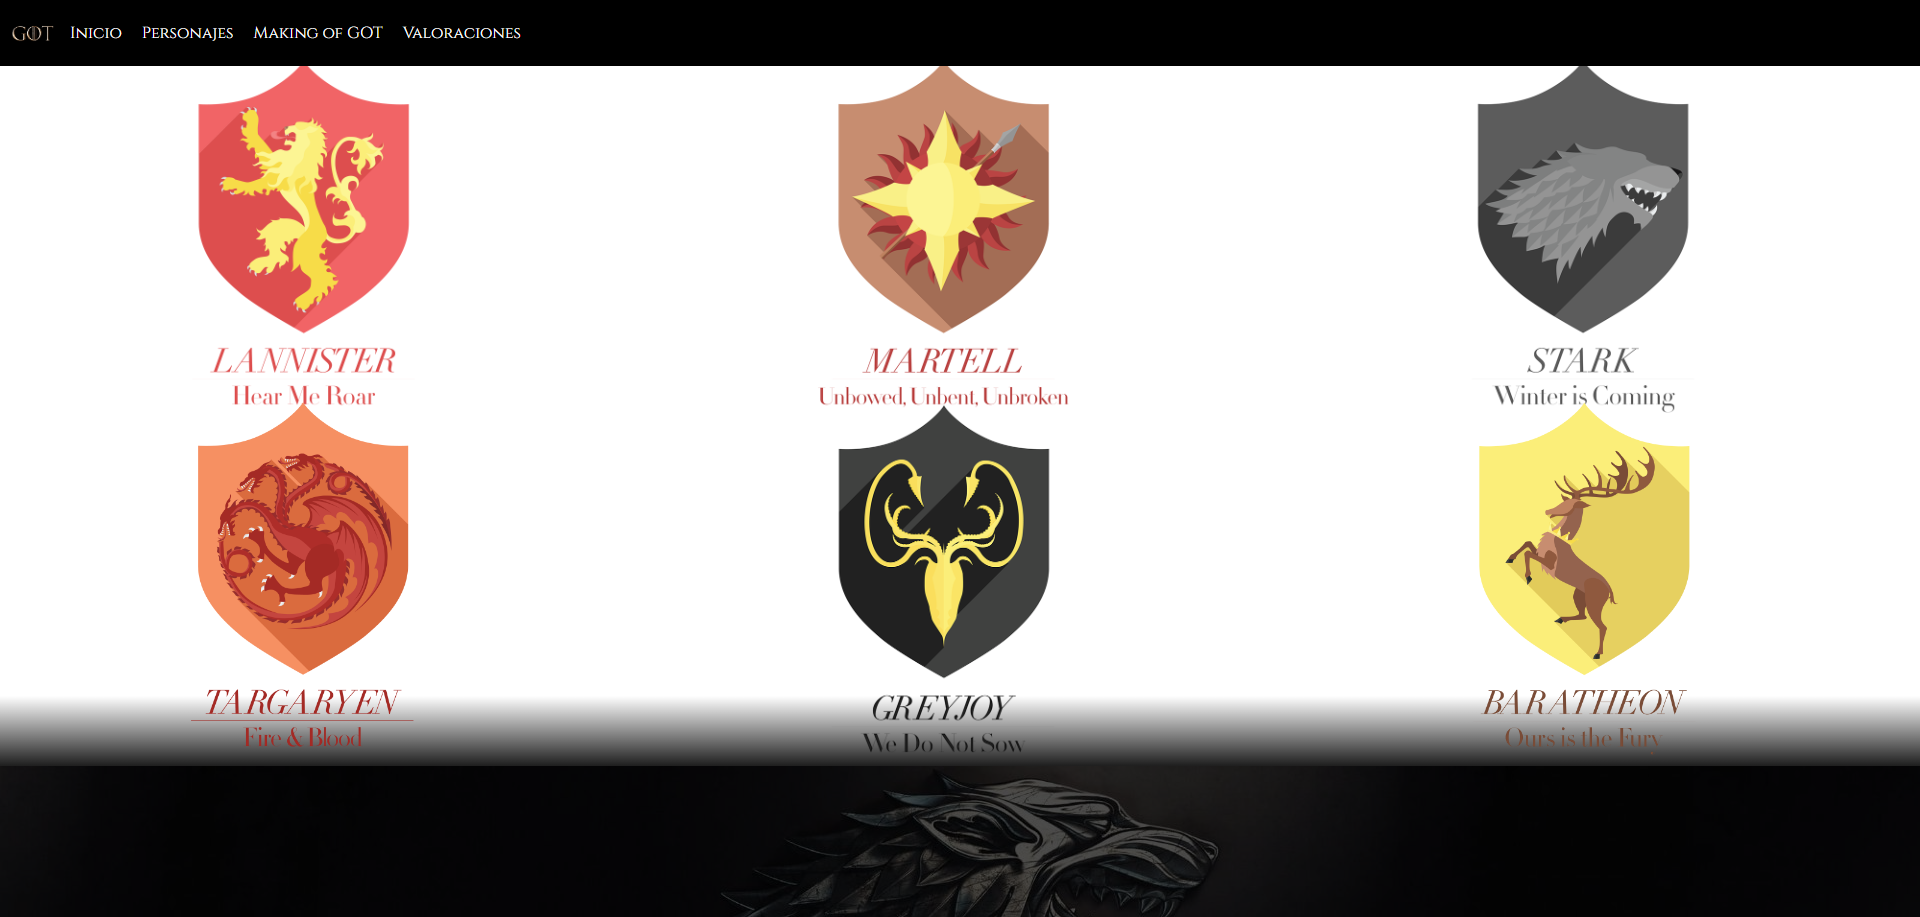 GOT Inicio Personajes Making of GOT Valoraciones
LANNISTER
Hear Me Roar
MARTELL
Unbowed, Unbent, Unbroken
STARK
Winter is Coming
TARGARYEN
Fire & Blood
GREYJOY
We Do Not Sow
BARATHEON
Ours is the Fury